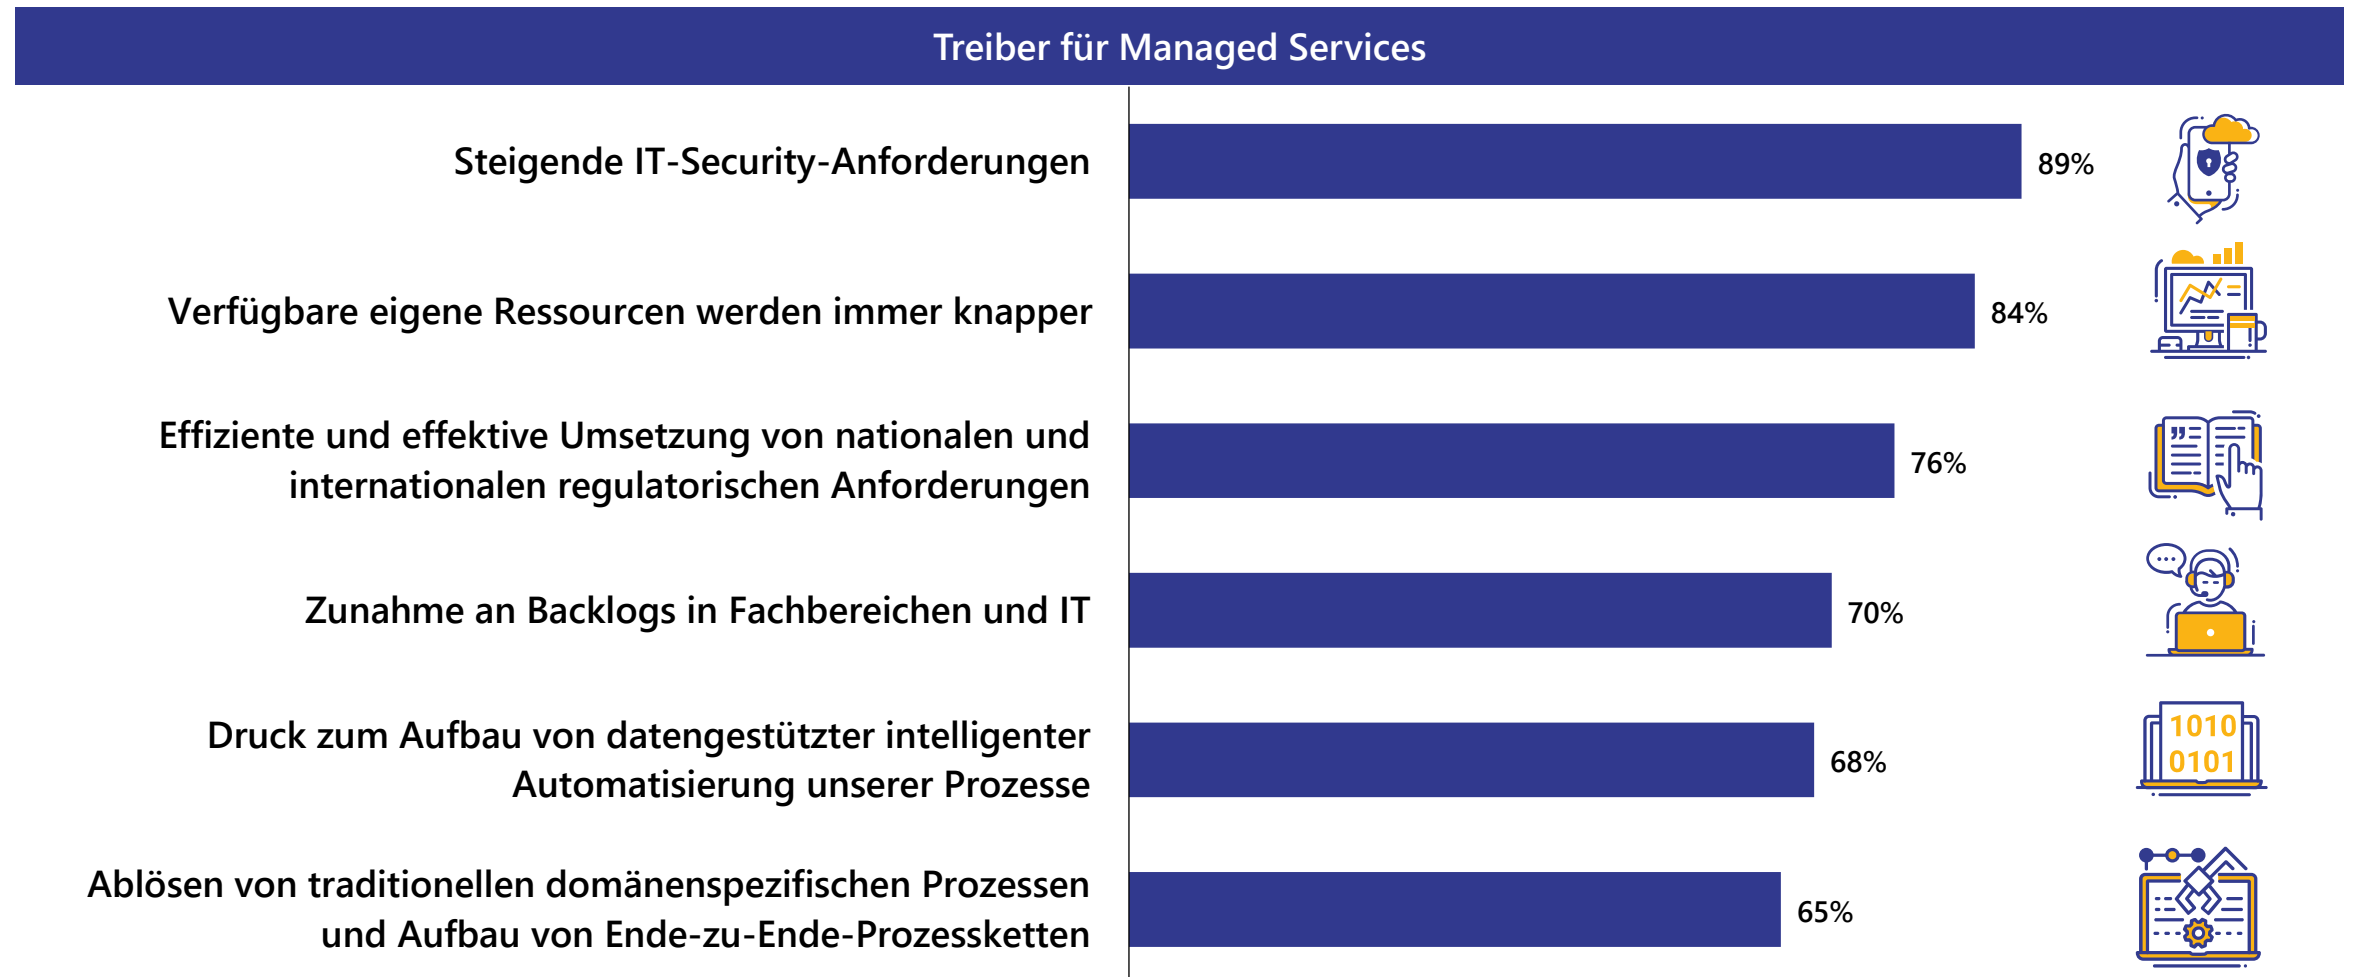 Treiber für Managed Services
Steigende IT-Security-Anforderungen
89%
Verfügbare eigene Ressourcen werden immer knapper
84%
Effiziente und effektive Umsetzung von nationalen und
internationalen regulatorischen Anforderungen
76%
Zunahme an Backlogs in Fachbereichen und IT
70%
Druck zum Aufbau von datengestützter intelligenter
Automatisierung unserer Prozesse
68%
1010
0101
Ablösen von traditionellen domänenspezifischen Prozessen
und Aufbau von Ende-zu-Ende-Prozessketten
65%